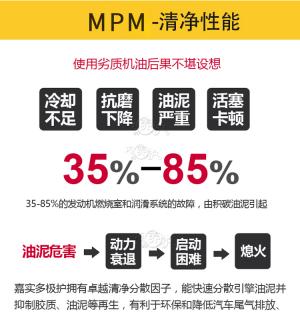 MPM-清净性能
使用劣质机油后果不堪设想
冷却 抗磨 油泥 活塞
不足 下降 严重 卡顿
35%-85%
35-85%的发动机燃烧室和润滑系统的故障，由积碳油泥引起
油泥危害 动力衰退 启动困难 熄火
嘉实多极护拥有卓越清净分散因子，能快速分散引擎油泥并
抑制胶质、油泥等再生，有利于环保和降低汽车尾气排放、